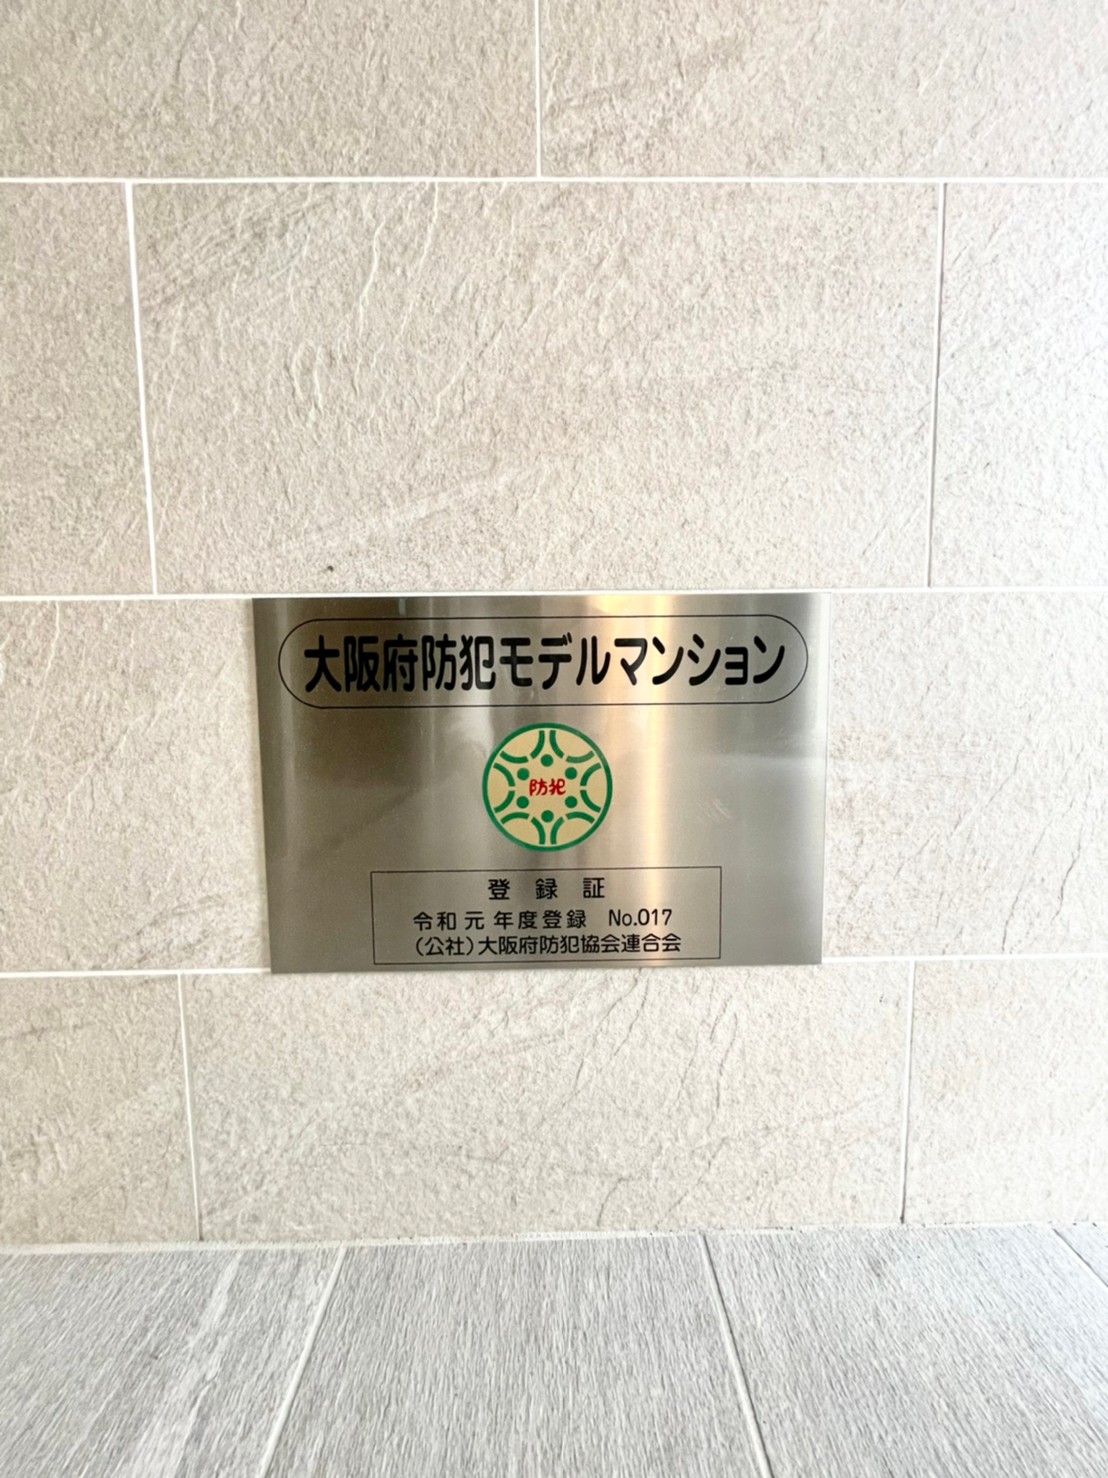 大阪府防犯モデルマンション
防犯
登録証
令和元年度登録 No.017
(公社)大阪府防犯協会連合会